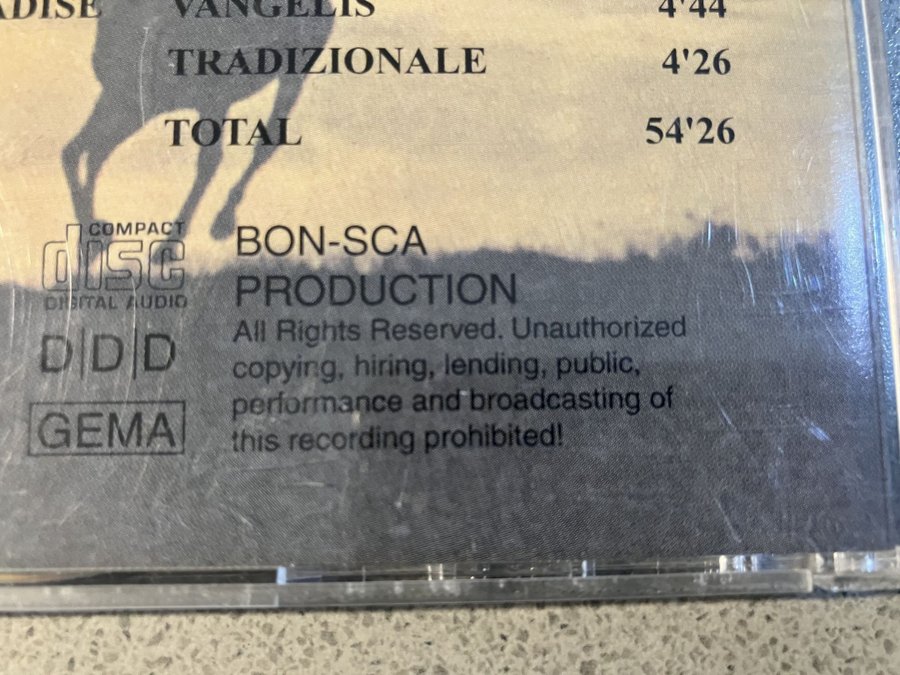 ADISE VANGELIS 4'44
TRADIZIONALE 4'26
TOTAL 54'26
COMPACT
disc
DIGITAL AUDIO
D|D|D
GEMA
BON-SCA
PRODUCTION
All Rights Reserved. Unauthorized
copying, hiring, lending, public,
performance and broadcasting of
this recording prohibited!